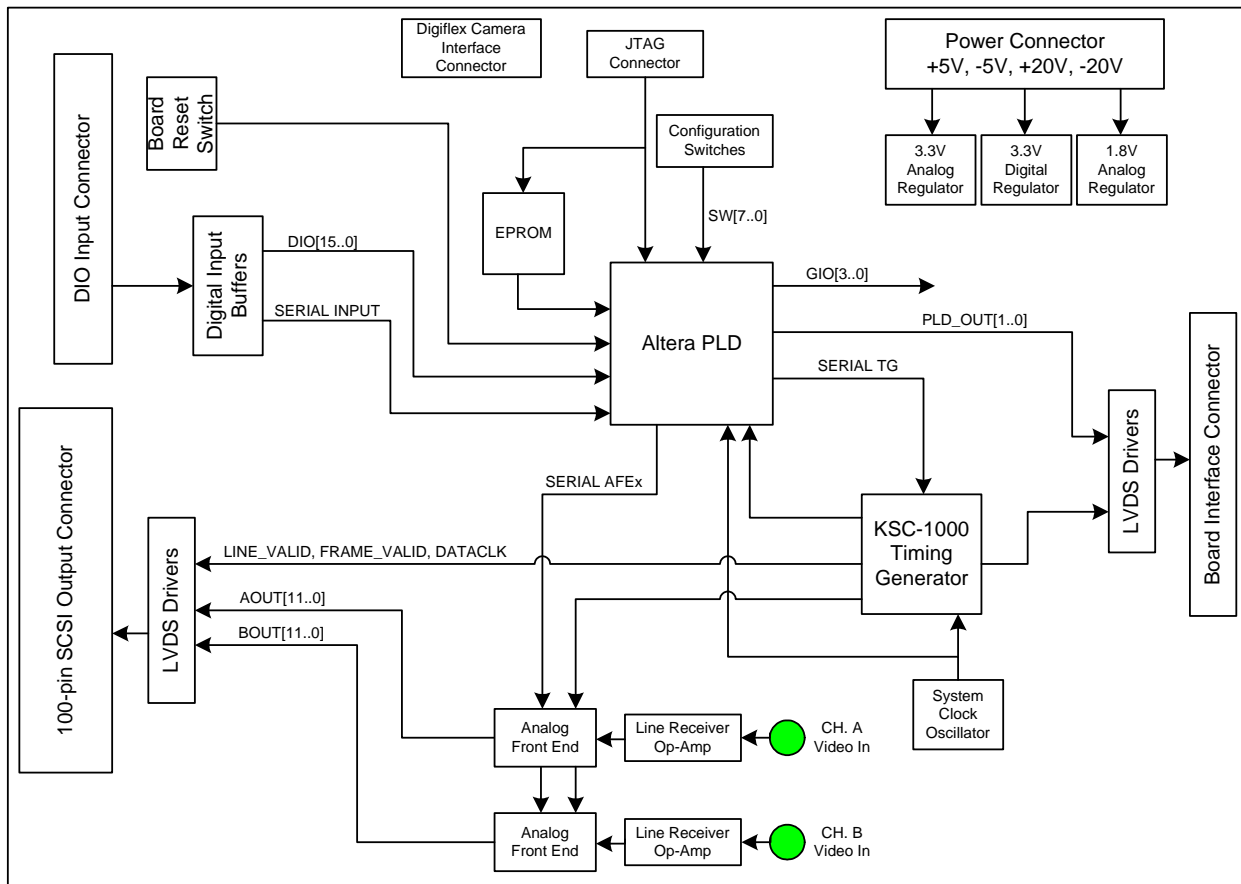 Digiflex Camera
Interface
Connector
JTAG
Connector
Power Connector
+5V, -5V, +20V, -20V
DIO Input Connector
Board
Reset
Switch
Configuration
Switches
3.3V
Analog
Regulator
3.3V
Digital
Regulator
1.8V
Analog
Regulator
SW[7..0]
EPROM
Digital Input
Buffers
DIO[15..0]
SERIAL INPUT
Altera PLD
GIO[3..0]
PLD_OUT[1..0]
SERIAL TG
LVDS Drivers
Board Interface Connector
100-pin SCSI Output Connector
SERIAL AFEx
KSC-1000
Timing
Generator
LVDS Drivers
LINE_VALID, FRAME_VALID, DATACLK
AOUT[11..0]
BOUT[11..0]
System
Clock
Oscillator
Analog
Front End
Line Receiver
Op-Amp
CH. A
Video In
Analog
Front End
Line Receiver
Op-Amp
CH. B
Video In